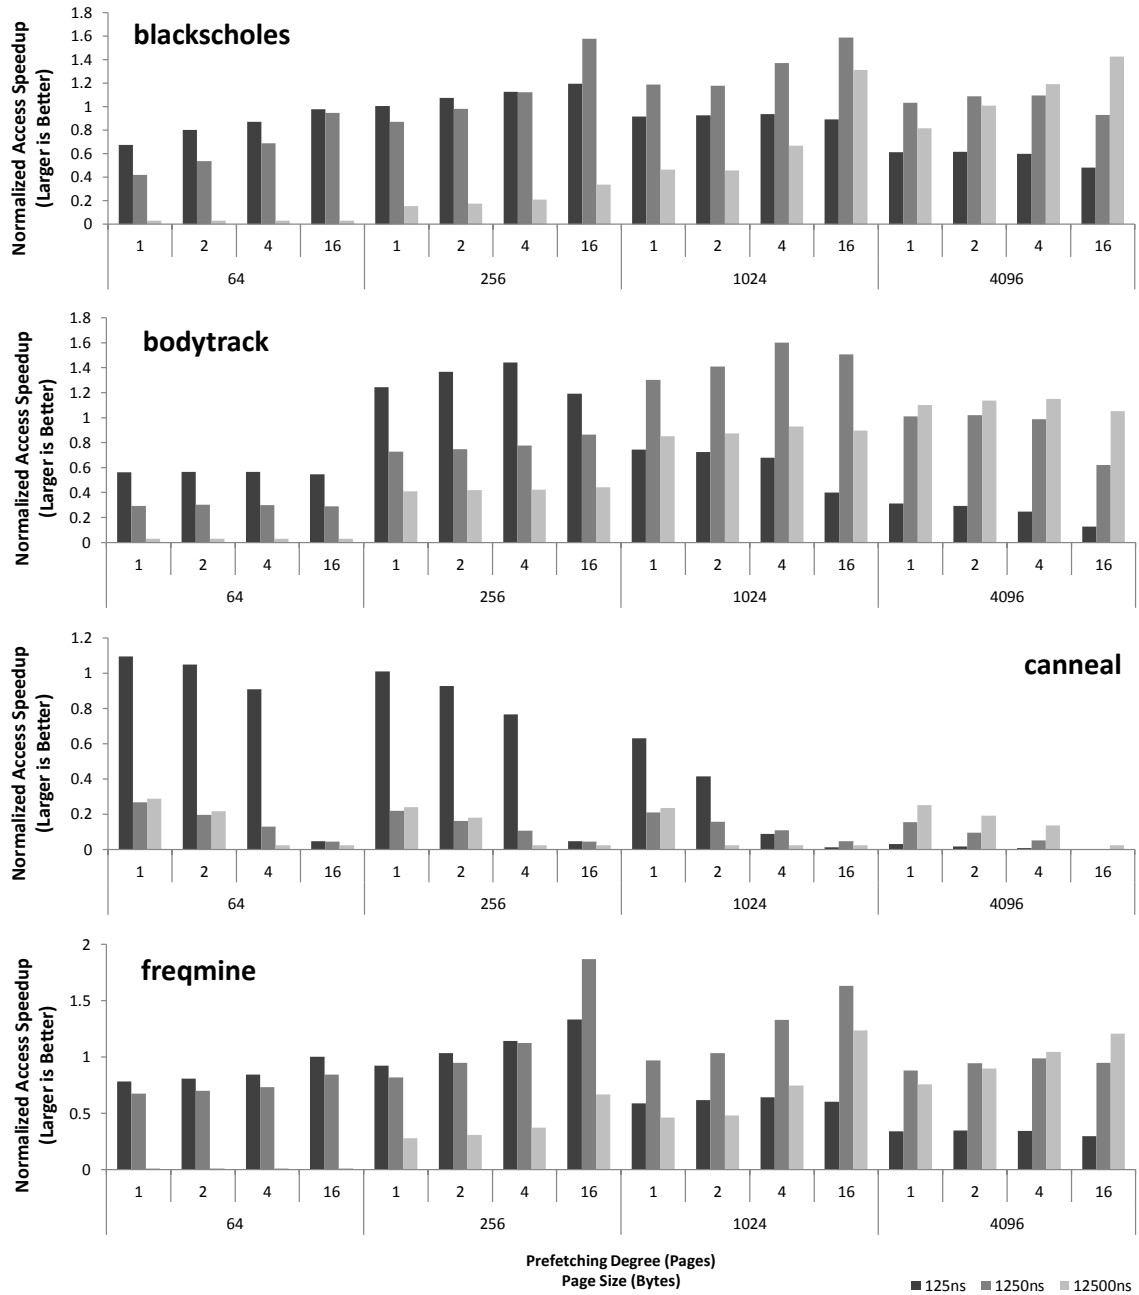 blackscholes
Normalized Access Speedup
(Larger is Better)
1.8
1.6
1.4
1.2
1
0.8
0.6
0.4
0.2
0
1 2 4 16 1 2 4 16 1 2 4 16 1 2 4 16
64 256 1024 4096
bodytrack
Normalized Access Speedup
(Larger is Better)
1.8
1.6
1.4
1.2
1
0.8
0.6
0.4
0.2
0
1 2 4 16 1 2 4 16 1 2 4 16 1 2 4 16
64 256 1024 4096
canneal
Normalized Access Speedup
(Larger is Better)
1.2
1
0.8
0.6
0.4
0.2
0
1 2 4 16 1 2 4 16 1 2 4 16 1 2 4 16
64 256 1024 4096
freqmine
Normalized Access Speedup
(Larger is Better)
2
1.5
1
0.5
0
1 2 4 16 1 2 4 16 1 2 4 16 1 2 4 16
64 256 1024 4096
Prefetching Degree (Pages)
Page Size (Bytes)
125ns 1250ns 12500ns